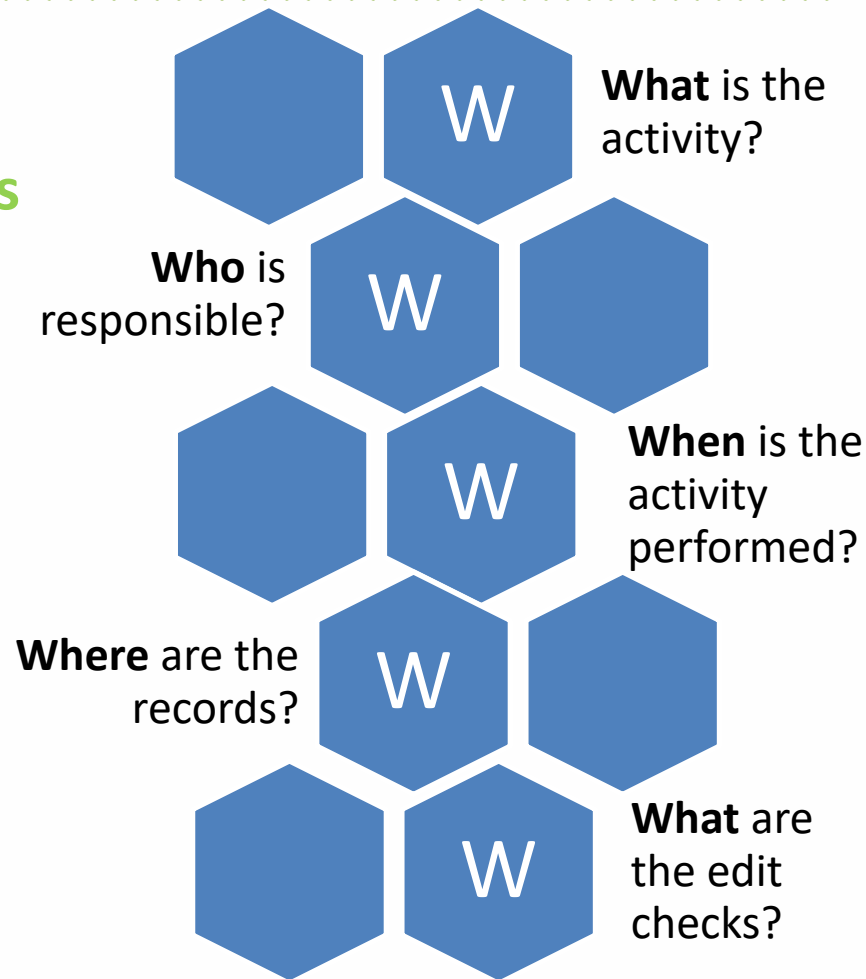 W
What is the
activity?
s
Who is
responsible?
W
W
When is the
activity
performed?
Where are the
records?
W
W
What are
the edit
checks?